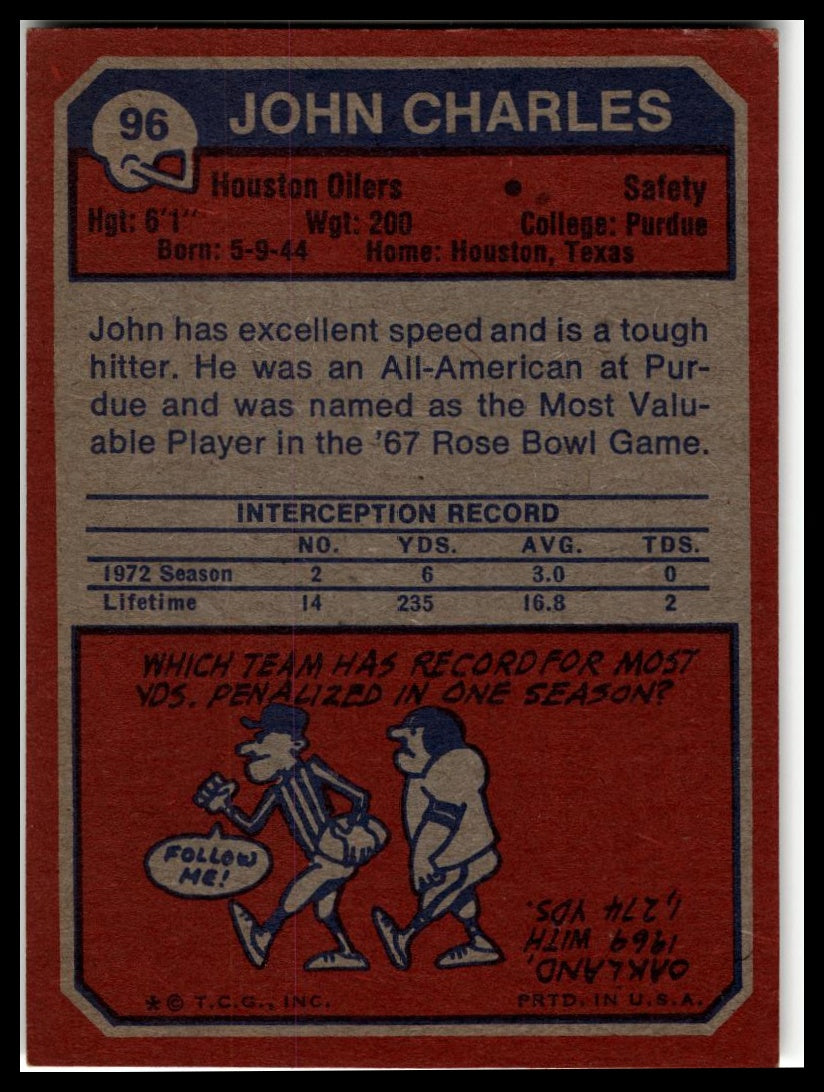 96 JOHN CHARLES
Houston Oilers • Safety
Hgt: 6'1" Wgt: 200 College: Purdue
Born: 5-9-44 Home: Houston, Texas
John has excellent speed and is a tough
hitter. He was an All-American at Pur-
due and was named as the Most Valu-
able Player in the '67 Rose Bowl Game.
INTERCEPTION RECORD
NO. YDS. AVG. TDS.
1972 Season 2 6 3.0 0
Lifetime 14 235 16.8 2
WHICH TEAM HAS RECORD FOR MOST
YDS. PENALIZED IN ONE SEASON?
FOLLOW
ME!
OAKLAND,
1969 WITH
1,274 YDS.
* © T.C.G., INC. PRTD. IN U.S.A.